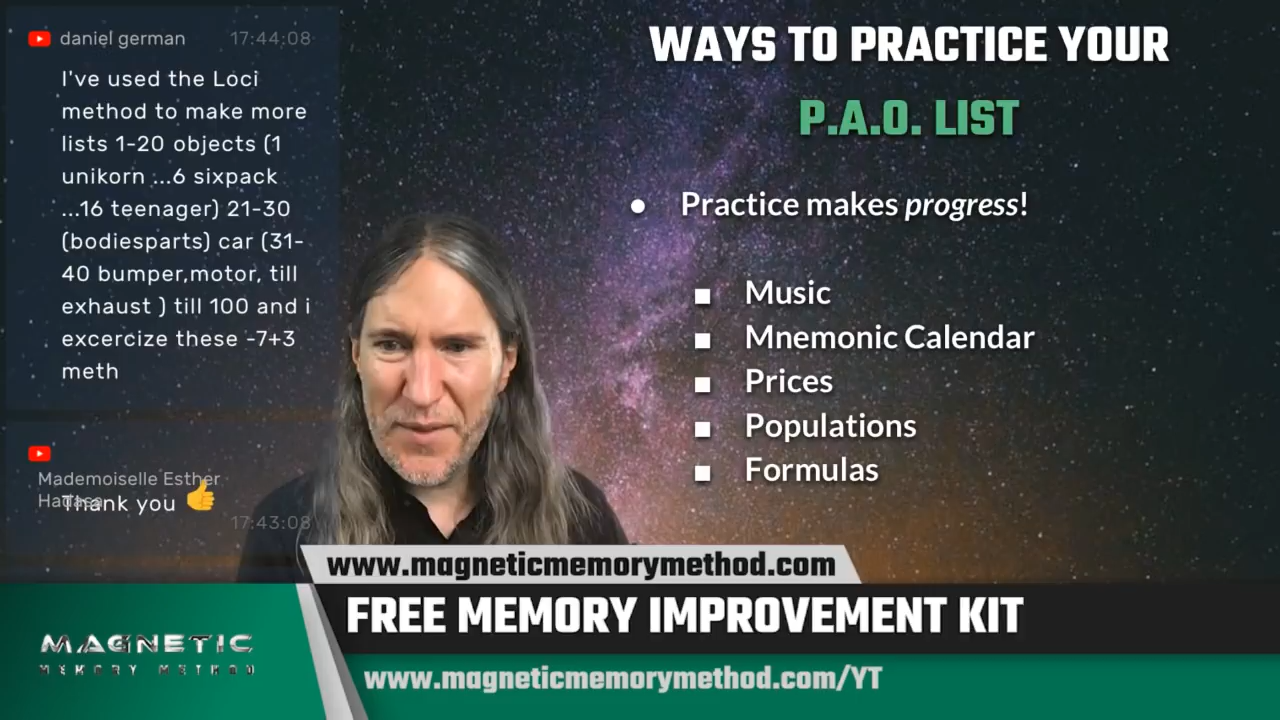 daniel german 17:44:08
I've used the Loci
method to make more
lists 1-20 objects (1
unikorn ...6 sixpack
...16 teenager) 21-30
(bodiesparts) car (31-
40 bumper,motor, till
exhaust ) till 100 and i
excercize these -7+3
meth
Mademoiselle Esther
Hadasa
Thank you 👍
17:43:08
WAYS TO PRACTICE YOUR
P.A.O. LIST
● Practice makes progress!
■ Music
■ Mnemonic Calendar
■ Prices
■ Populations
■ Formulas
www.magneticmemorymethod.com
FREE MEMORY IMPROVEMENT KIT
www.magneticmemorymethod.com/YT
MAGNETIC
MEMORY METHOD